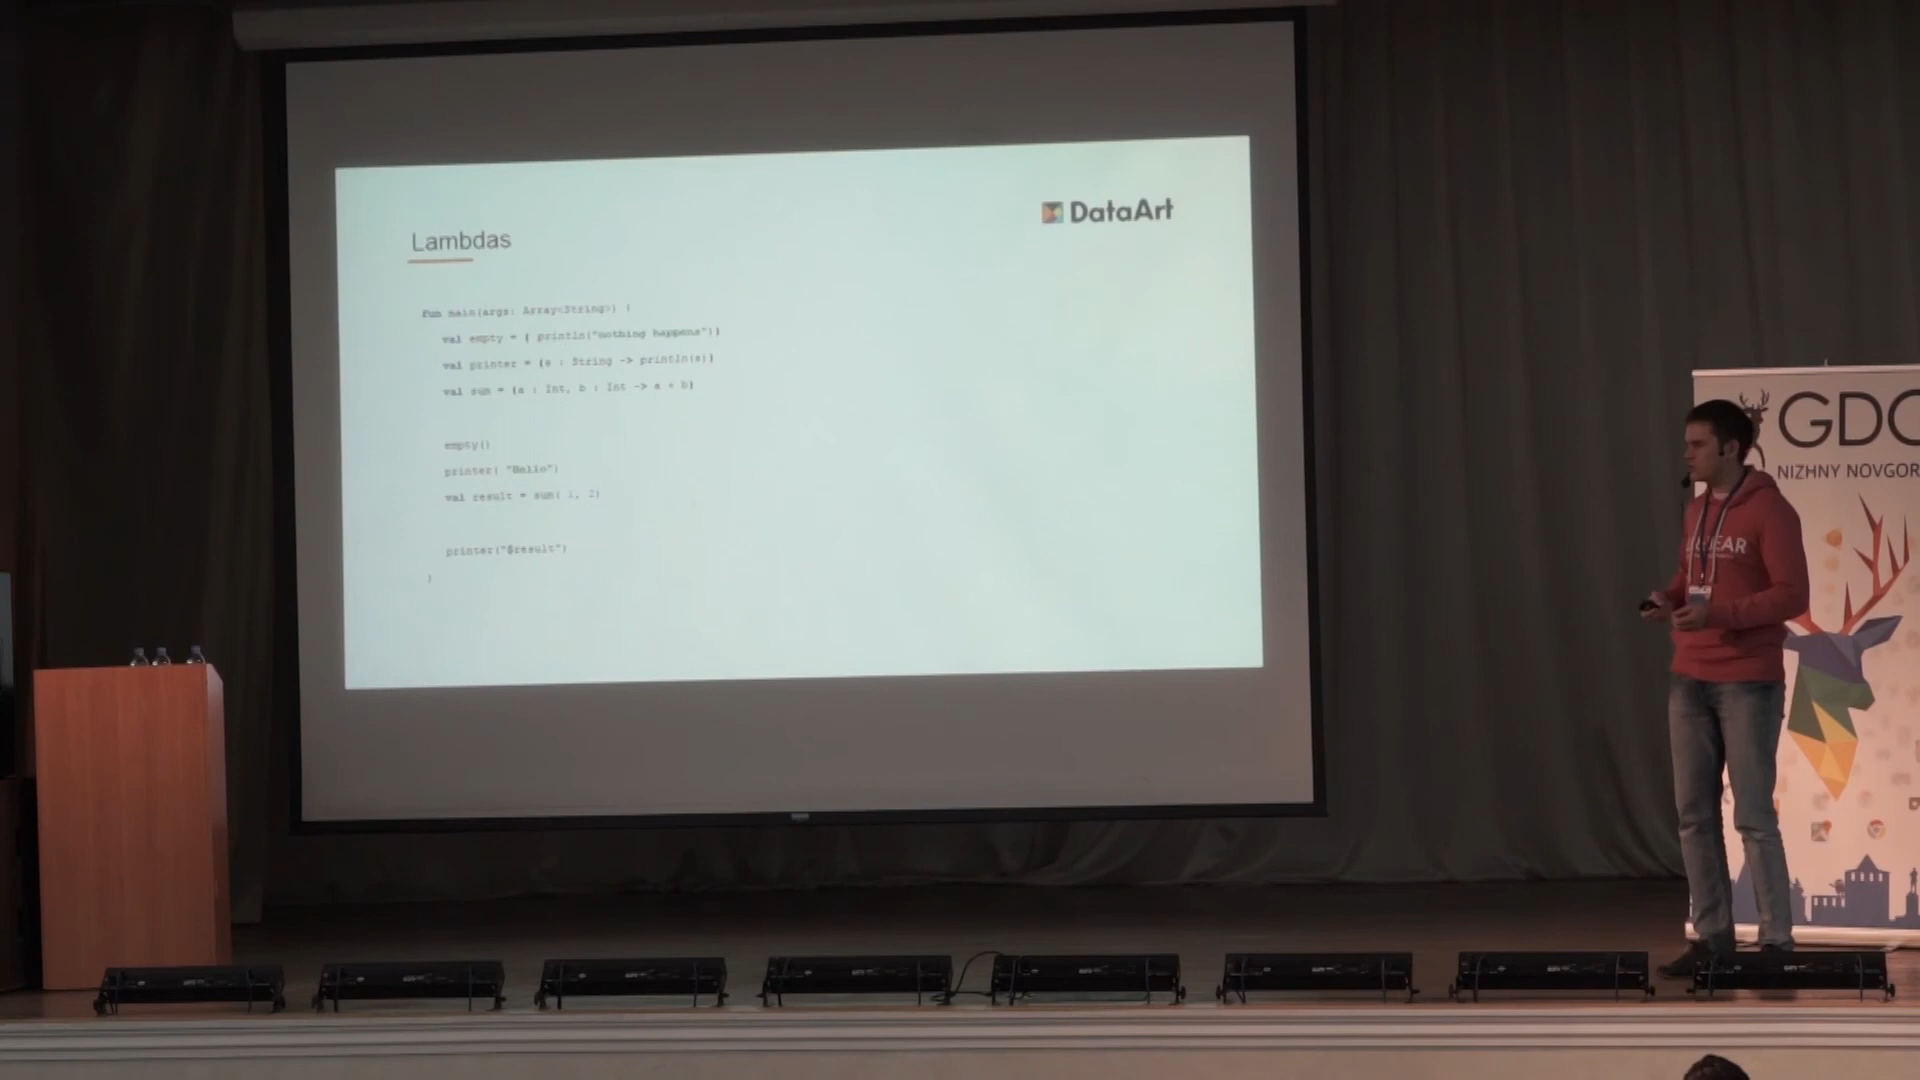 DataArt
Lambdas
fun main(args: Array<String>) {
val empty = { println("nothing happens")}
val printer = {s : String -> println(s)}
val sum = {a : Int, b : Int -> a + b}
empty()
printer( "Hello")
val result = sum( 1, 2)
printer("$result")
}
GDG
NIZHNY NOVGOR
EAR